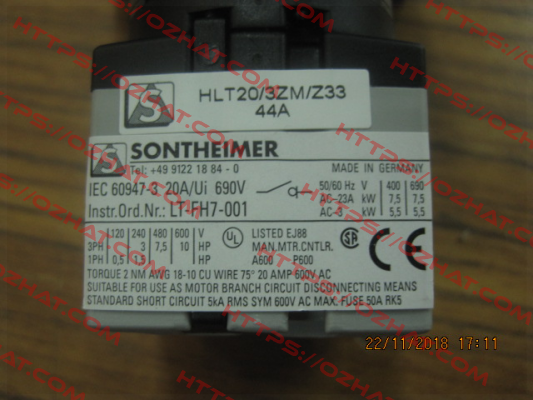 S
HLT20/3ZM/Z33
44A
S SONTHEIMER
Tel: +49 9122 18 84 - 0
MADE IN GERMANY
IEC 60947-3 20A/Ui 690V
50/60 Hz V 400 690
AC-23A kW 7,5 7,5
AC-3 kW 5,5 5,5
Instr.Ord.Nr.: LT-FH7-001
120 240 480 600 V
3PH 3 7,5 10 HP
1PH 0,5 1,5 HP
UL
LISTED EJ88
MAN.MTR.CNTLR.
A600 P600
TORQUE 2 NM AWG 18-10 CU WIRE 75° 20 AMP 600V AC
SUITABLE FOR USE AS MOTOR BRANCH CIRCUIT DISCONNECTING MEANS
STANDARD SHORT CIRCUIT 5kA RMS SYM 600V AC MAX. FUSE 50A RK5
22/11/2018 17:11
HTTPS://OZHAT.COM